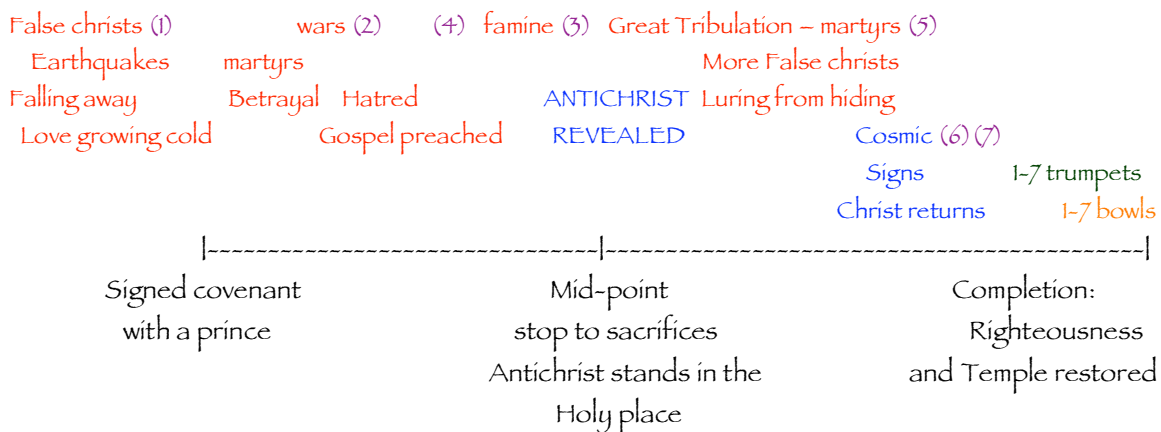 False christs (1) wars (2) (4) famine (3) Great Tribulation – martyrs (5)
Earthquakes martyrs More False christs
Falling away Betrayal Hatred ANTICHRIST Luring from hiding
Love growing cold Gospel preached REVEALED Cosmic (6) (7)
Signs 1-7 trumpets
Christ returns 1-7 bowls
|-------------------------------|------------------------------------------|
Signed covenant Mid-point Completion:
with a prince stop to sacrifices Righteousness
Antichrist stands in the and Temple restored
Holy place